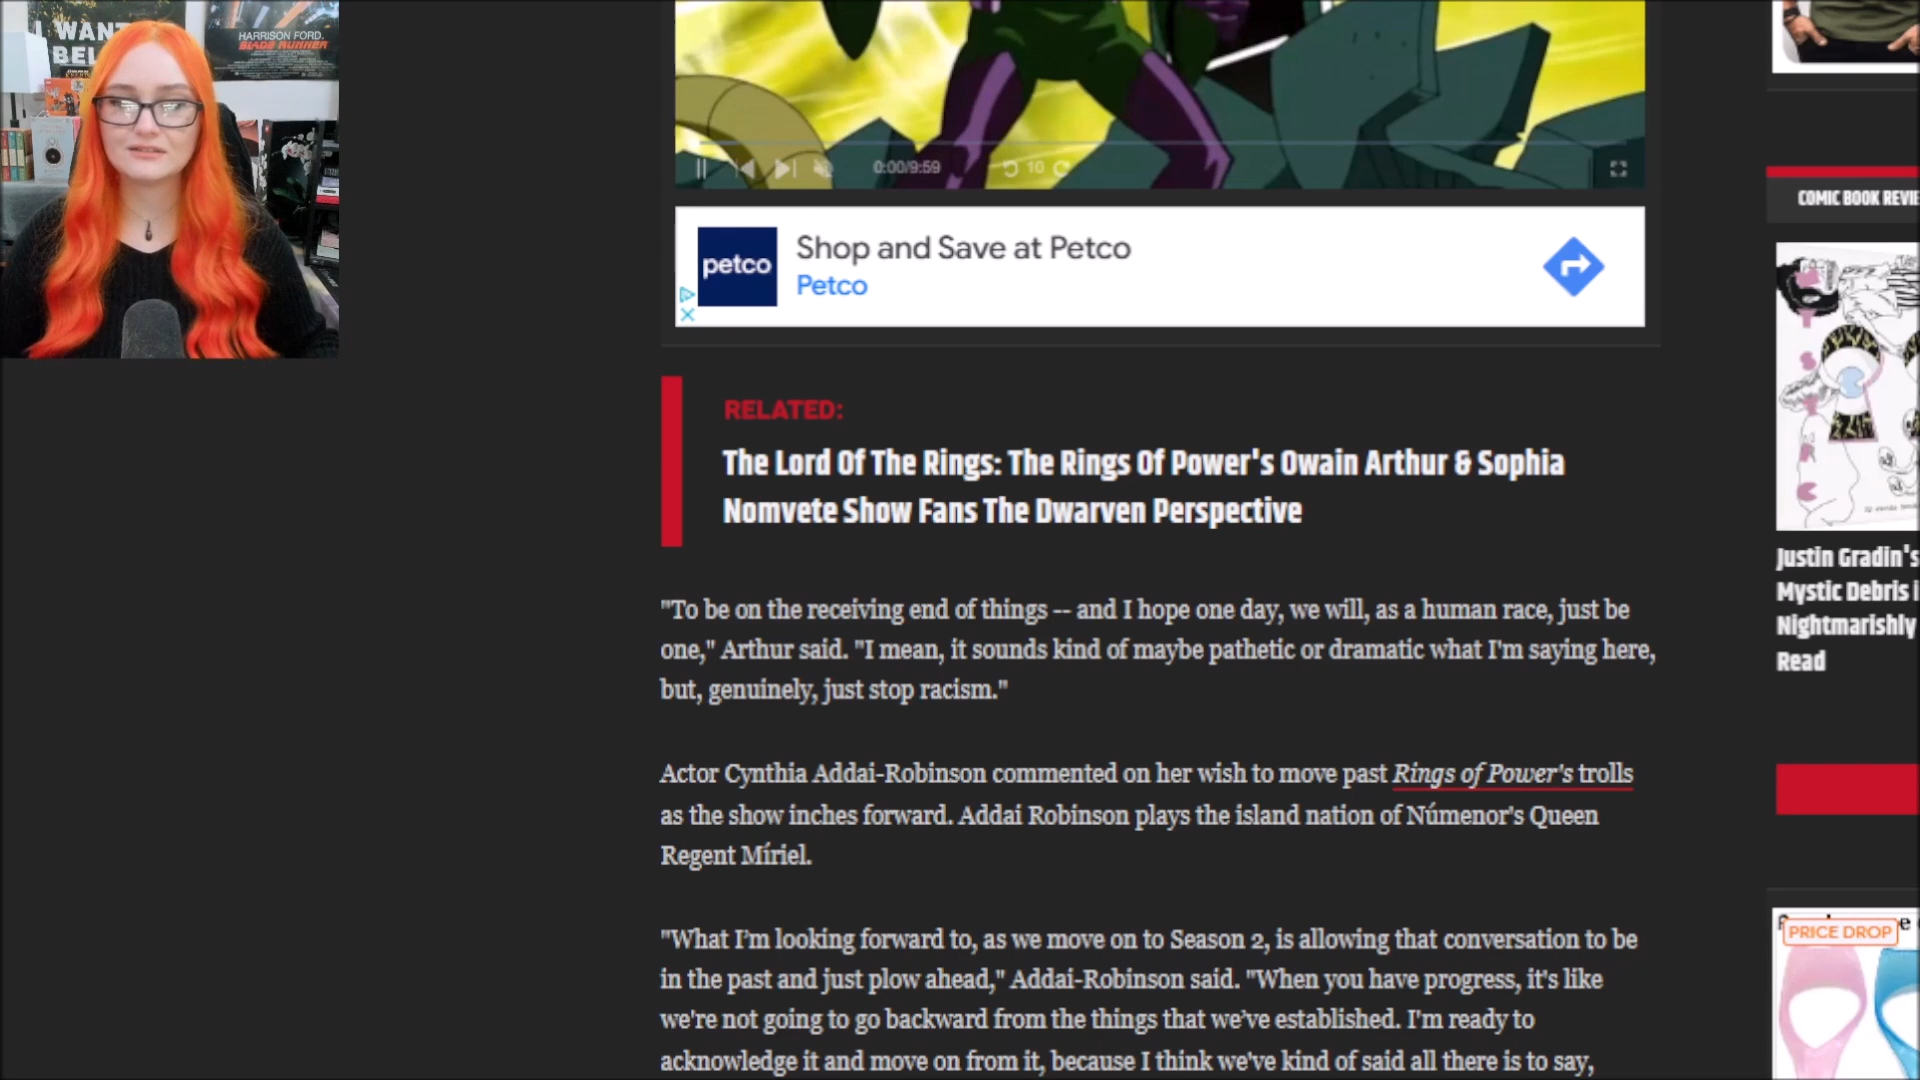 I WANT
BEL
HARRISON FORD.
BLADE RUNNER
0:00/9:59
10
petco
Shop and Save at Petco
Petco
RELATED:
The Lord Of The Rings: The Rings Of Power's Owain Arthur & Sophia
Nomvete Show Fans The Dwarven Perspective
"To be on the receiving end of things -- and I hope one day, we will, as a human race, just be
one," Arthur said. "I mean, it sounds kind of maybe pathetic or dramatic what I'm saying here,
but, genuinely, just stop racism."
Actor Cynthia Addai-Robinson commented on her wish to move past Rings of Power's trolls
as the show inches forward. Addai Robinson plays the island nation of Númenor's Queen
Regent Míriel.
"What I'm looking forward to, as we move on to Season 2, is allowing that conversation to be
in the past and just plow ahead," Addai-Robinson said. "When you have progress, it's like
we're not going to go backward from the things that we've established. I'm ready to
acknowledge it and move on from it, because I think we've kind of said all there is to say,
COMIC BOOK REVIE
Justin Gradin's
Mystic Debris i
Nightmarishly
Read
PRICE DROP